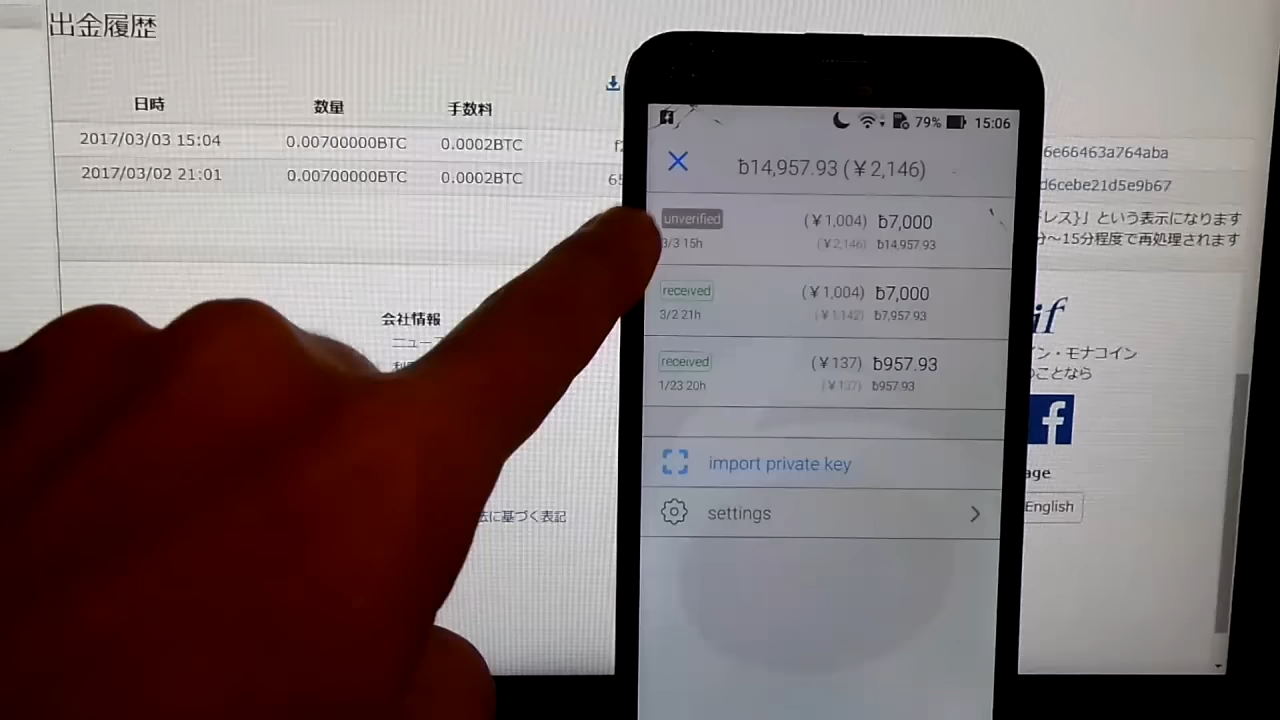 出金履歴
日時 数量 手数料
2017/03/03 15:04 0.00700000BTC 0.0002BTC
2017/03/02 21:01 0.00700000BTC 0.0002BTC 65
会社情報
ニュー
に基づく表記
79% 15:06
ƀ14,957.93 (¥2,146)
unverified (¥1,004) ƀ7,000
3/3 15h (¥2,146) ƀ14,957.93
received (¥1,004) ƀ7,000
3/2 21h (¥1,142) ƀ7,957.93
received (¥137) ƀ957.93
1/23 20h (¥137) ƀ957.93
import private key
settings
6e66463a764aba
d6cebe21d5e9b67
レス}」という表示になります
分～15分程度で再処理されます
if
ン・モナコイン
ことなら
f
age
English